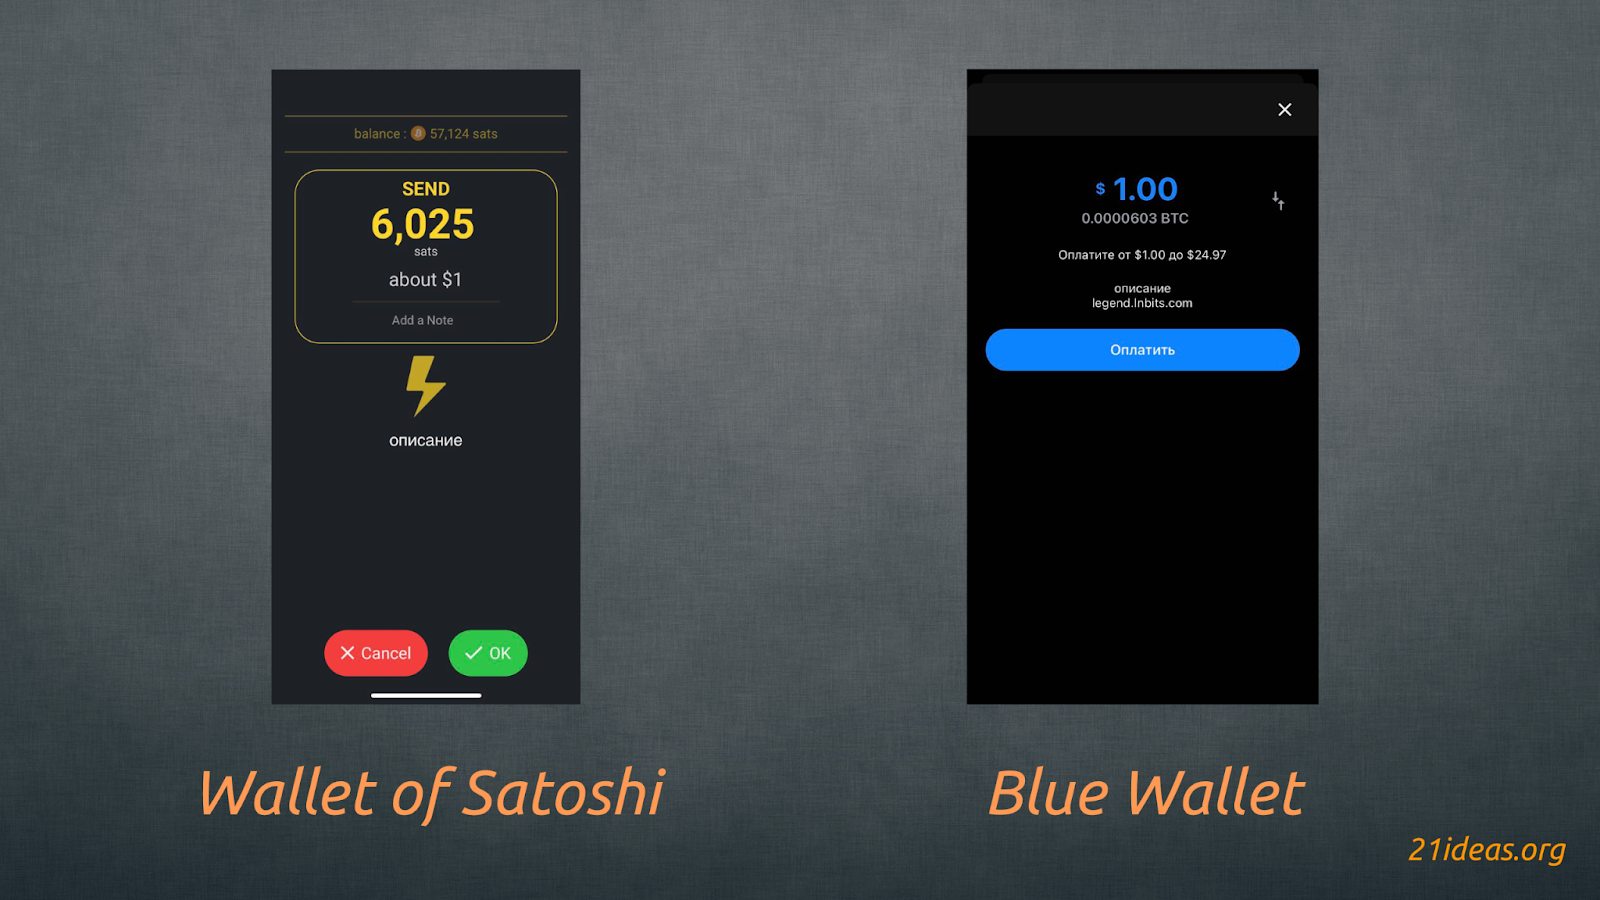 balance : 57,124 sats
SEND
6,025
sats
about $1
Add a Note
описание
Cancel
OK
Wallet of Satoshi
$ 1.00
0.0000603 BTC
Оплатите от $1.00 до $24.97
описание
legend.lnbits.com
Оплатить
Blue Wallet
21ideas.org